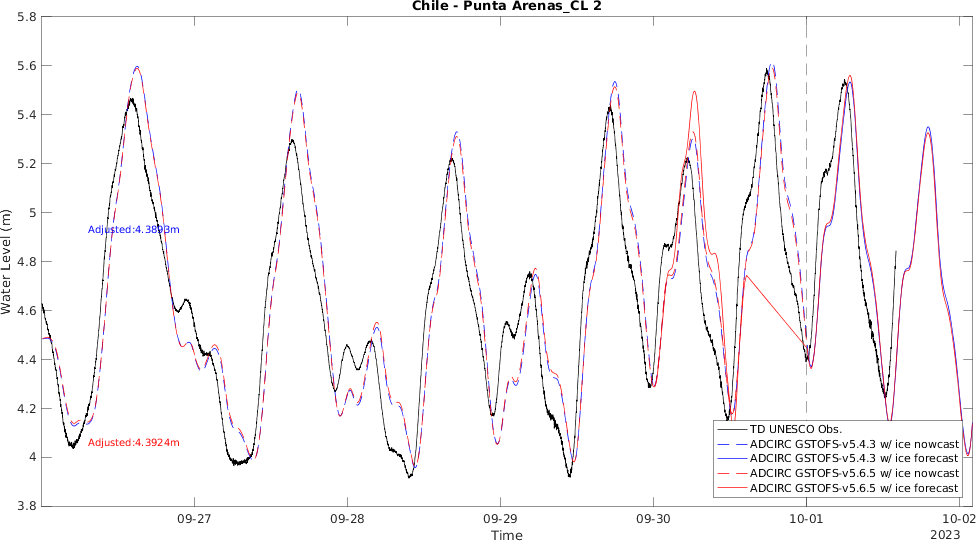 Chile - Punta Arenas_CL 2
5.8
5.6
5.4
5.2
5
4.8
4.6
4.4
4.2
4
3.8
Water Level (m)
Adjusted:4.3893m
Adjusted:4.3924m
TD UNESCO Obs.
ADCIRC GSTOFS-v5.4.3 w/ ice nowcast
ADCIRC GSTOFS-v5.4.3 w/ ice forecast
ADCIRC GSTOFS-v5.6.5 w/ ice nowcast
ADCIRC GSTOFS-v5.6.5 w/ ice forecast
09-27
09-28
09-29
09-30
10-01
10-02
Time
2023